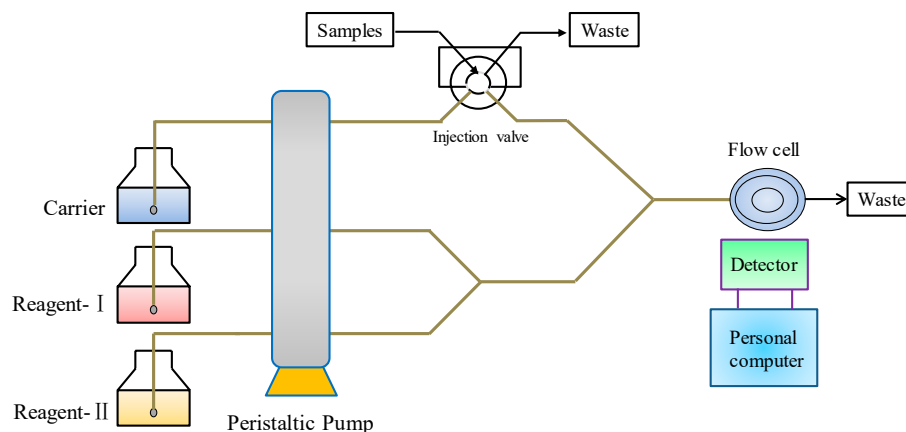 Samples
Waste
Injection valve
Flow cell
Carrier
Waste
Detector
Reagent-Ⅰ
Personal
computer
Reagent-Ⅱ
Peristaltic Pump